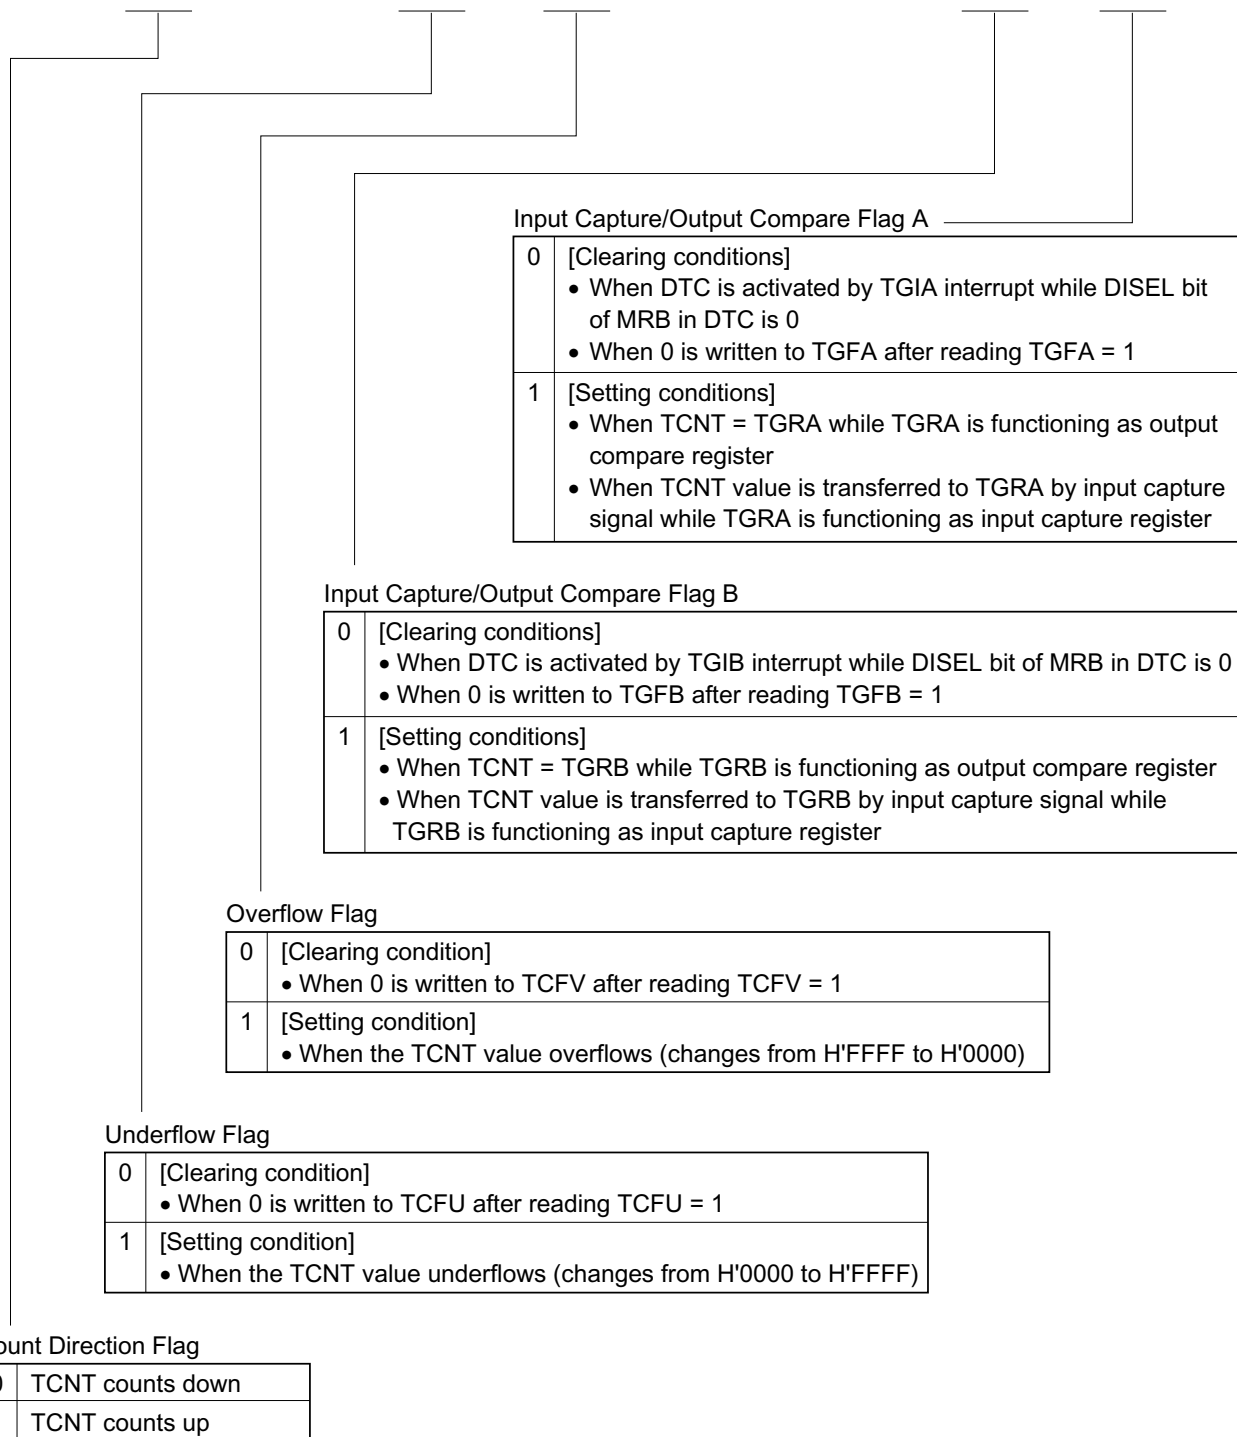 Input Capture/Output Compare Flag A
0 [Clearing conditions]
• When DTC is activated by TGIA interrupt while DISEL bit
of MRB in DTC is 0
• When 0 is written to TGFA after reading TGFA = 1
1 [Setting conditions]
• When TCNT = TGRA while TGRA is functioning as output
compare register
• When TCNT value is transferred to TGRA by input capture
signal while TGRA is functioning as input capture register
Input Capture/Output Compare Flag B
0 [Clearing conditions]
• When DTC is activated by TGIB interrupt while DISEL bit of MRB in DTC is 0
• When 0 is written to TGFB after reading TGFB = 1
1 [Setting conditions]
• When TCNT = TGRB while TGRB is functioning as output compare register
• When TCNT value is transferred to TGRB by input capture signal while
TGRB is functioning as input capture register
Overflow Flag
0 [Clearing condition]
• When 0 is written to TCFV after reading TCFV = 1
1 [Setting condition]
• When the TCNT value overflows (changes from H'FFFF to H'0000)
Underflow Flag
0 [Clearing condition]
• When 0 is written to TCFU after reading TCFU = 1
1 [Setting condition]
• When the TCNT value underflows (changes from H'0000 to H'FFFF)
ount Direction Flag
TCNT counts down
TCNT counts up